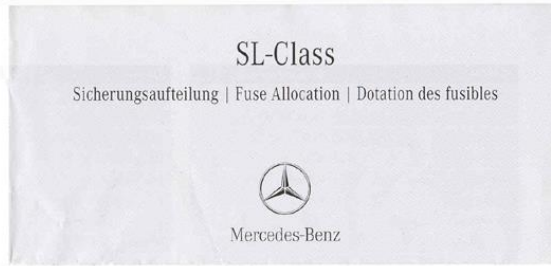 SL-Class
Sicherungsaufteilung | Fuse Allocation | Dotation des fusibles
Mercedes-Benz